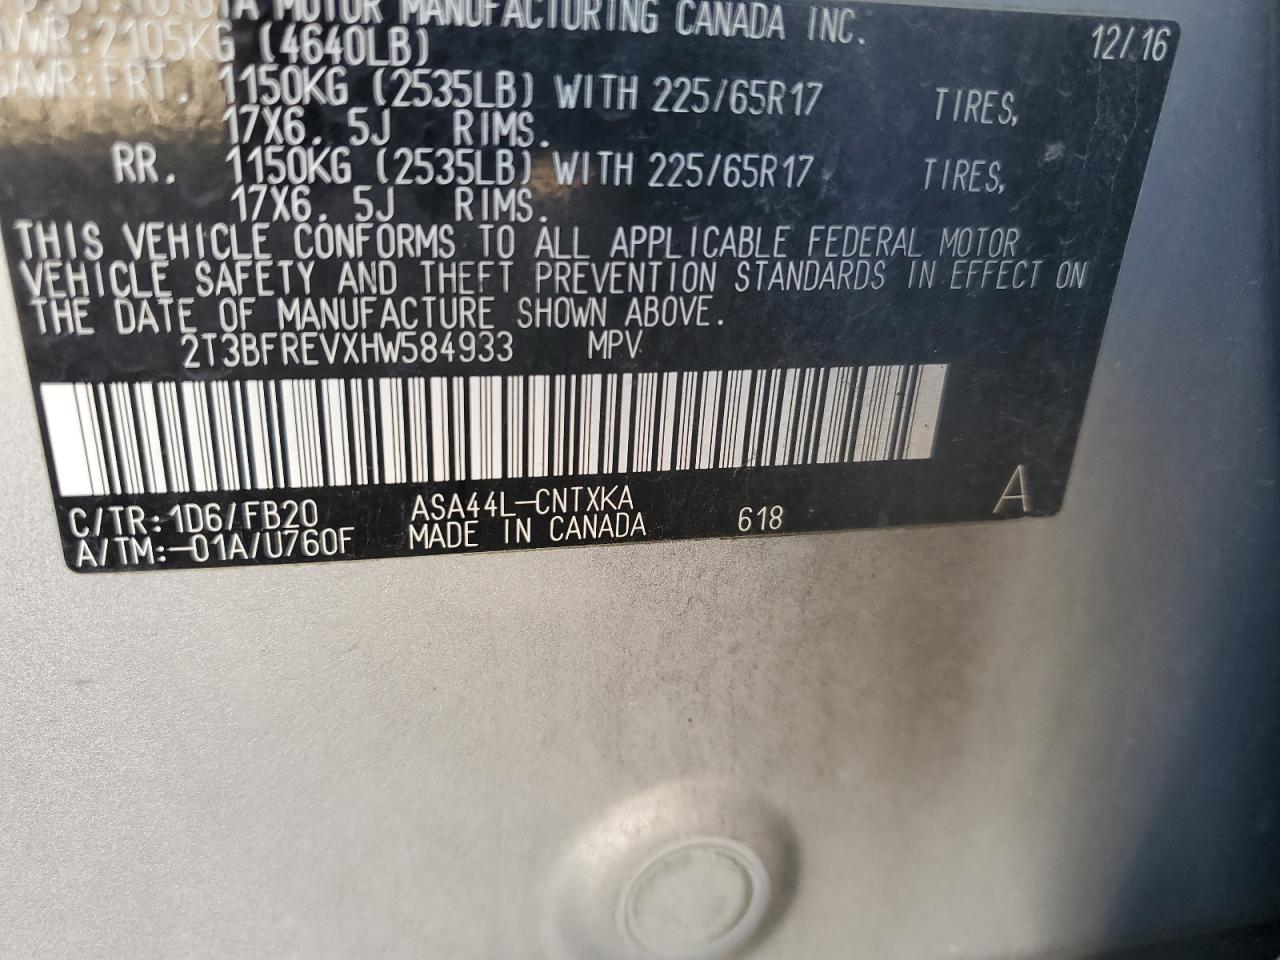 MOTOR MANUFACTURING CANADA INC. 12/16
2105KG (4640LB)
FRT. 1150KG (2535LB) WITH 225/65R17 TIRES,
17X6. 5J RIMS.
RR. 1150KG (2535LB) WITH 225/65R17 TIRES,
17X6. 5J RIMS.
THIS VEHICLE CONFORMS TO ALL APPLICABLE FEDERAL MOTOR
VEHICLE SAFETY AND THEFT PREVENTION STANDARDS IN EFFECT ON
THE DATE OF MANUFACTURE SHOWN ABOVE.
2T3BFREVXHW584933 MPV
C/TR:1D6/FB20 ASA44L-CNTXKA
A/TM:-01A/U760F MADE IN CANADA 618 A